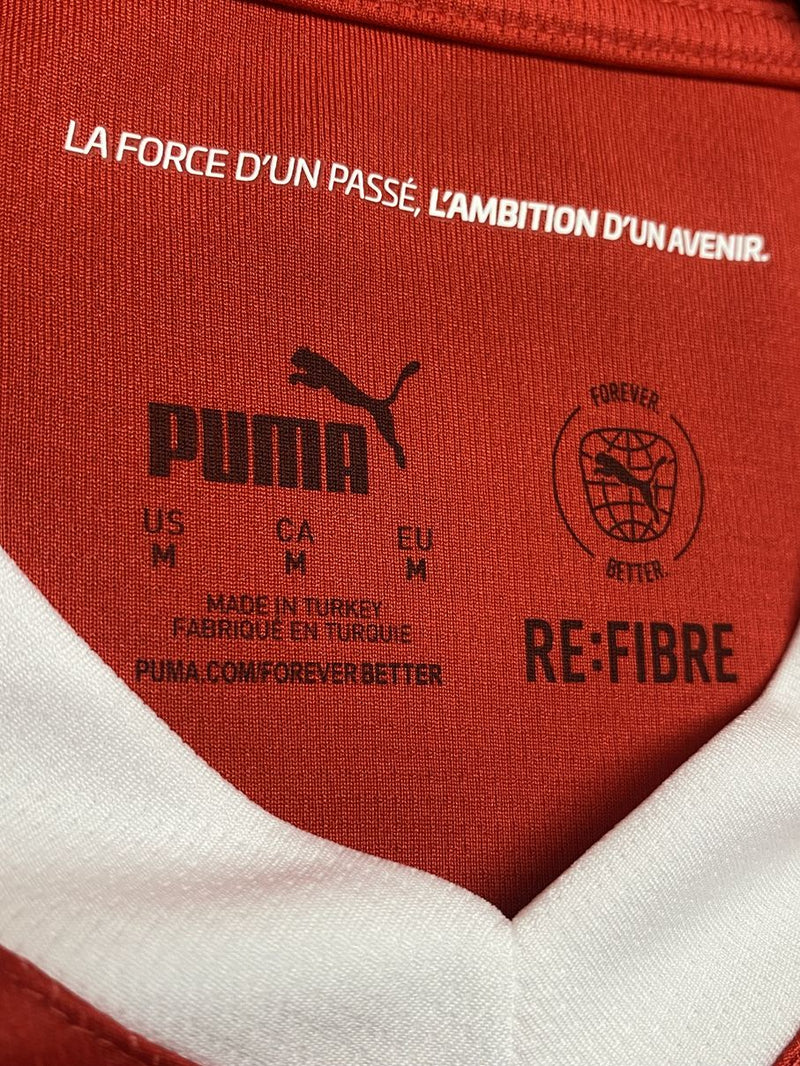 LA FORCE D'UN PASSÉ, L'AMBITION D'UN AVENIR.
PUMA
US CA EU
M M M
MADE IN TURKEY
FABRIQUÉ EN TURQUIE
PUMA.COM/FOREVERBETTER
FOREVER.
BETTER.
RE:FIBRE